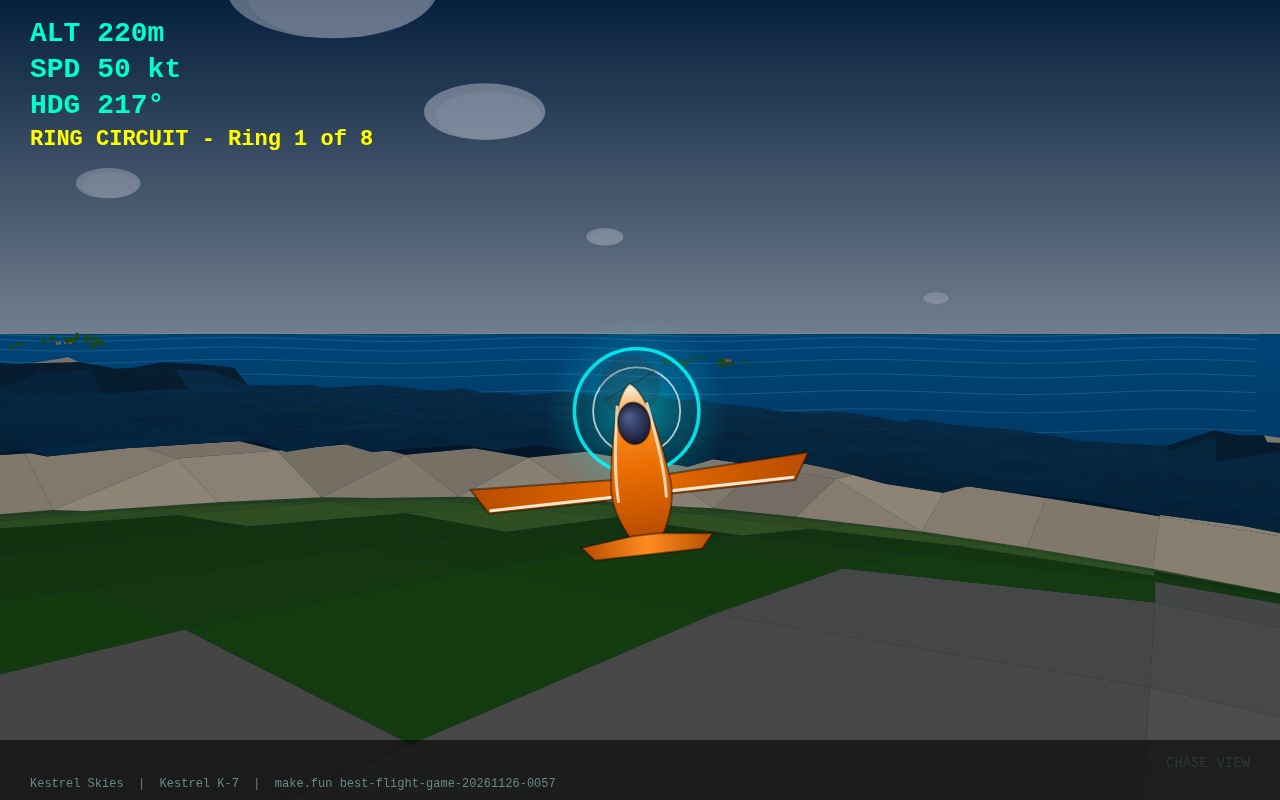 ALT 220m
SPD 50 kt
HDG 217°
RING CIRCUIT - Ring 1 of 8
CHASE VIEW
Kestrel Skies | Kestrel K-7 | make.fun best-flight-game-20261126-0057